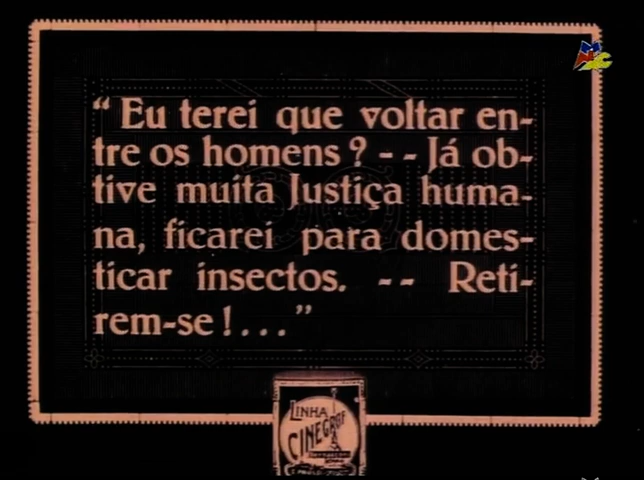 “Eu terei que voltar en-
tre os homens? -- Já ob-
tive muita Justiça huma-
na, ficarei para domes-
ticar insectos. -- Reti-
rem-se!...”
LINHA
CINEGROF